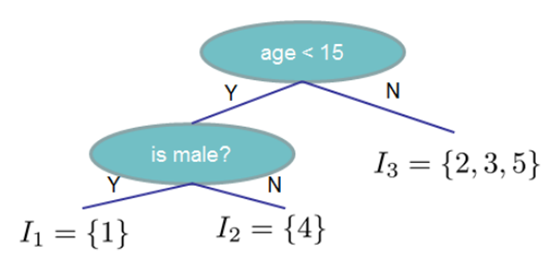 age < 15
Y
N
is male?
I₃ = {2, 3, 5}
Y
N
I₁ = {1}
I₂ = {4}